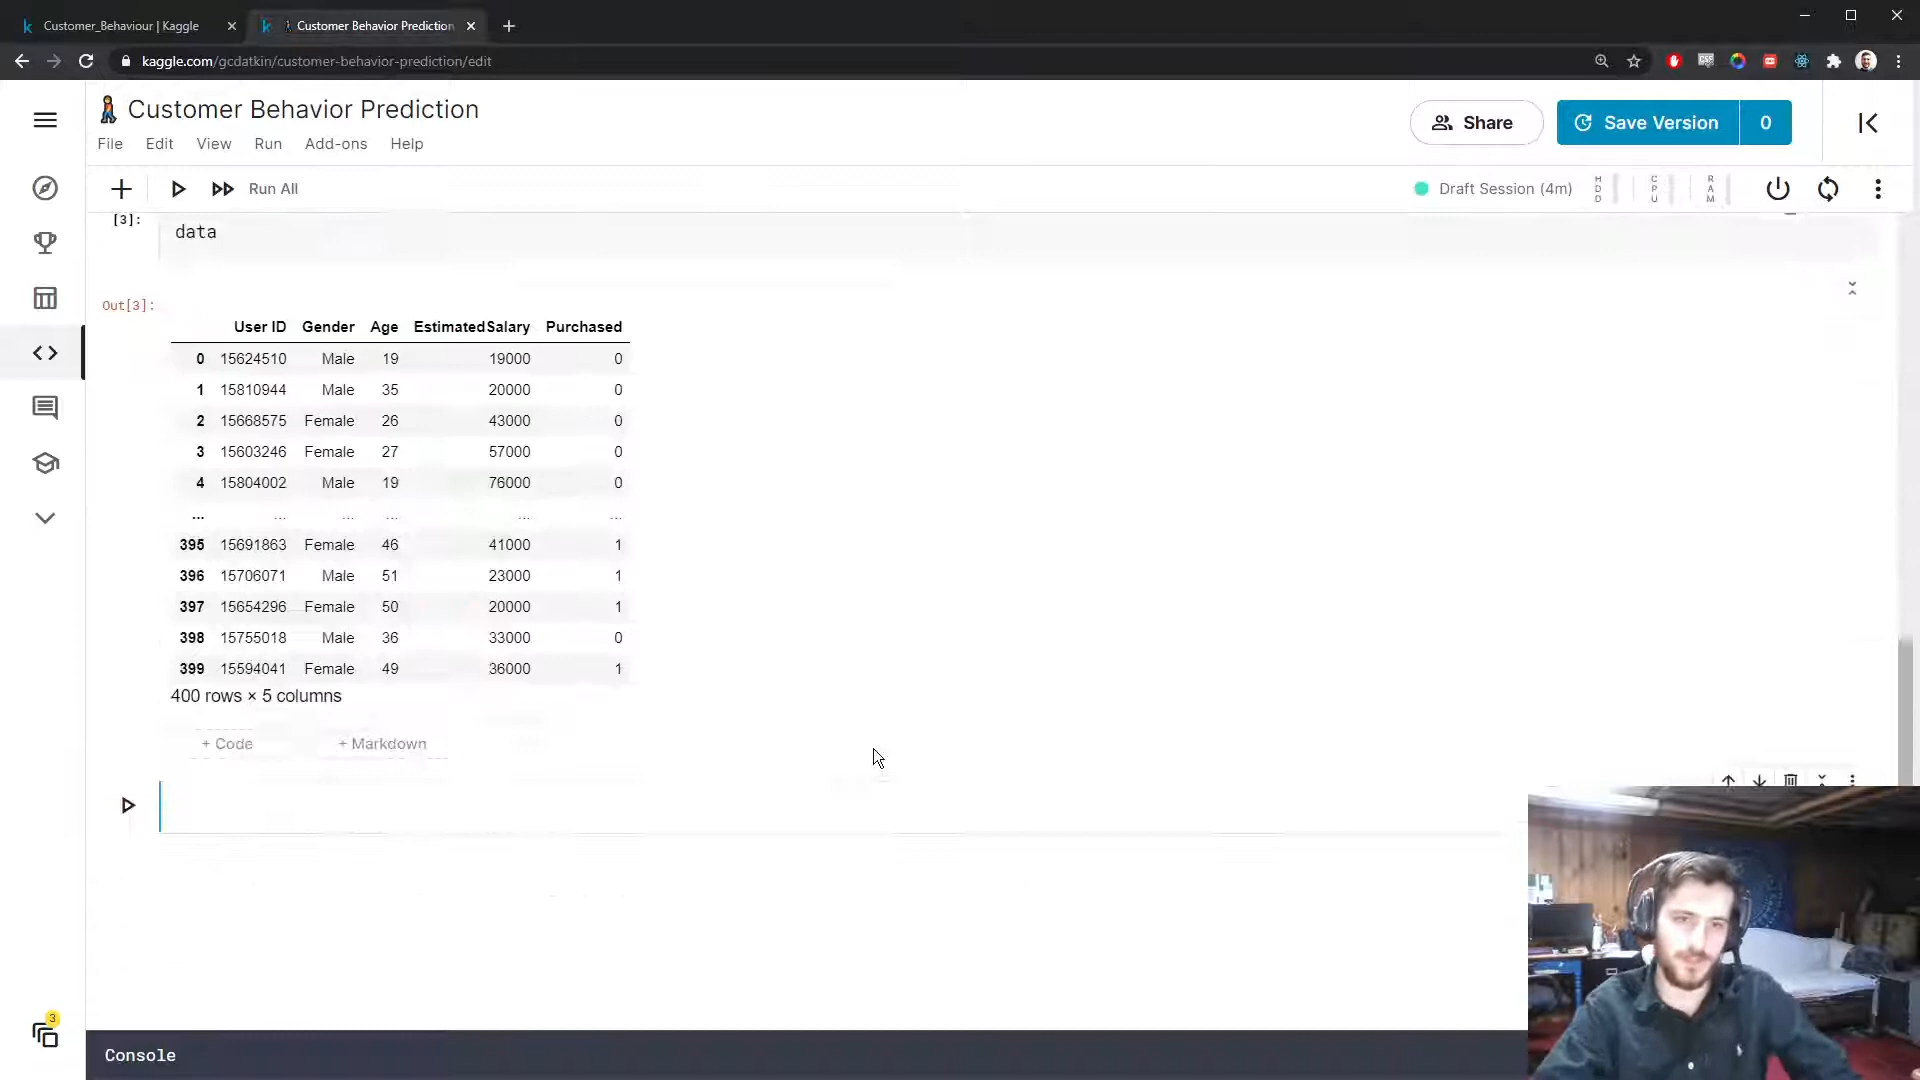 Customer_Behaviour | Kaggle
Customer Behavior Prediction
kaggle.com/gcdatkin/customer-behavior-prediction/edit
Customer Behavior Prediction
File Edit View Run Add-ons Help
Share
Save Version 0
Run All
Draft Session (4m)
HDD
CPU
RAM
[3]:
data
Out[3]:
User ID Gender Age EstimatedSalary Purchased
0 15624510 Male 19 19000 0
1 15810944 Male 35 20000 0
2 15668575 Female 26 43000 0
3 15603246 Female 27 57000 0
4 15804002 Male 19 76000 0
... ... ... ... ... ...
395 15691863 Female 46 41000 1
396 15706071 Male 51 23000 1
397 15654296 Female 50 20000 1
398 15755018 Male 36 33000 0
399 15594041 Female 49 36000 1
400 rows × 5 columns
+ Code + Markdown
3
Console